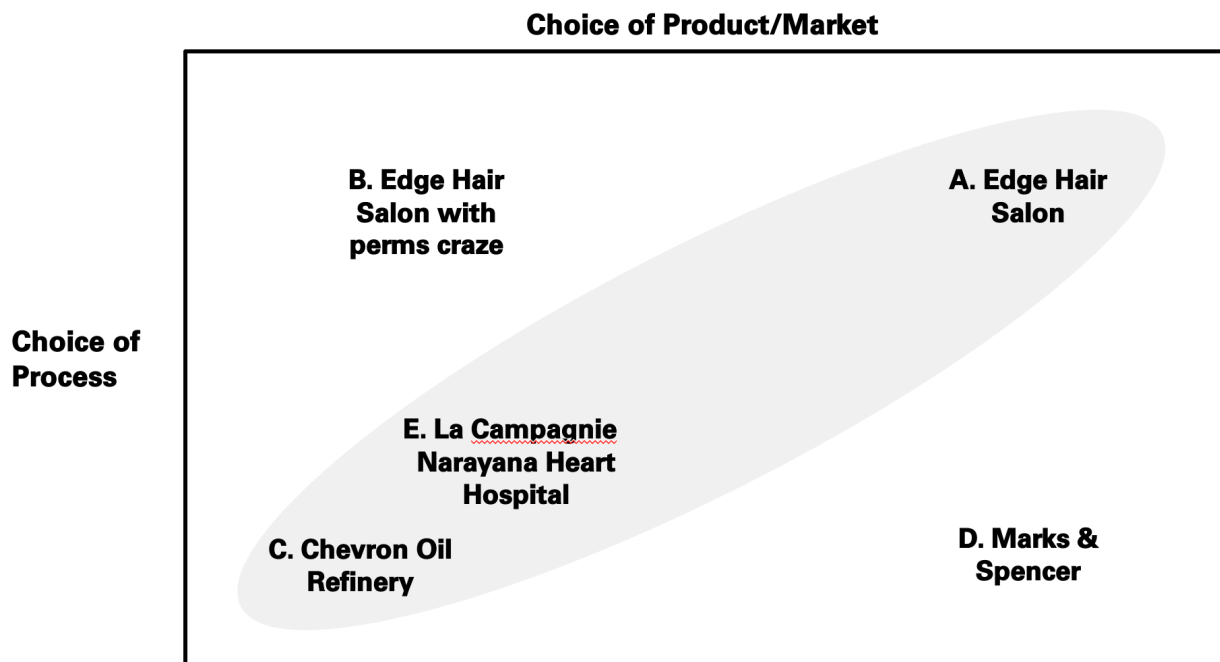 Choice of Product/Market
B. Edge Hair
Salon with
perms craze
A. Edge Hair
Salon
Choice of
Process
E. La Campagnie
Narayana Heart
Hospital
C. Chevron Oil
Refinery
D. Marks &
Spencer